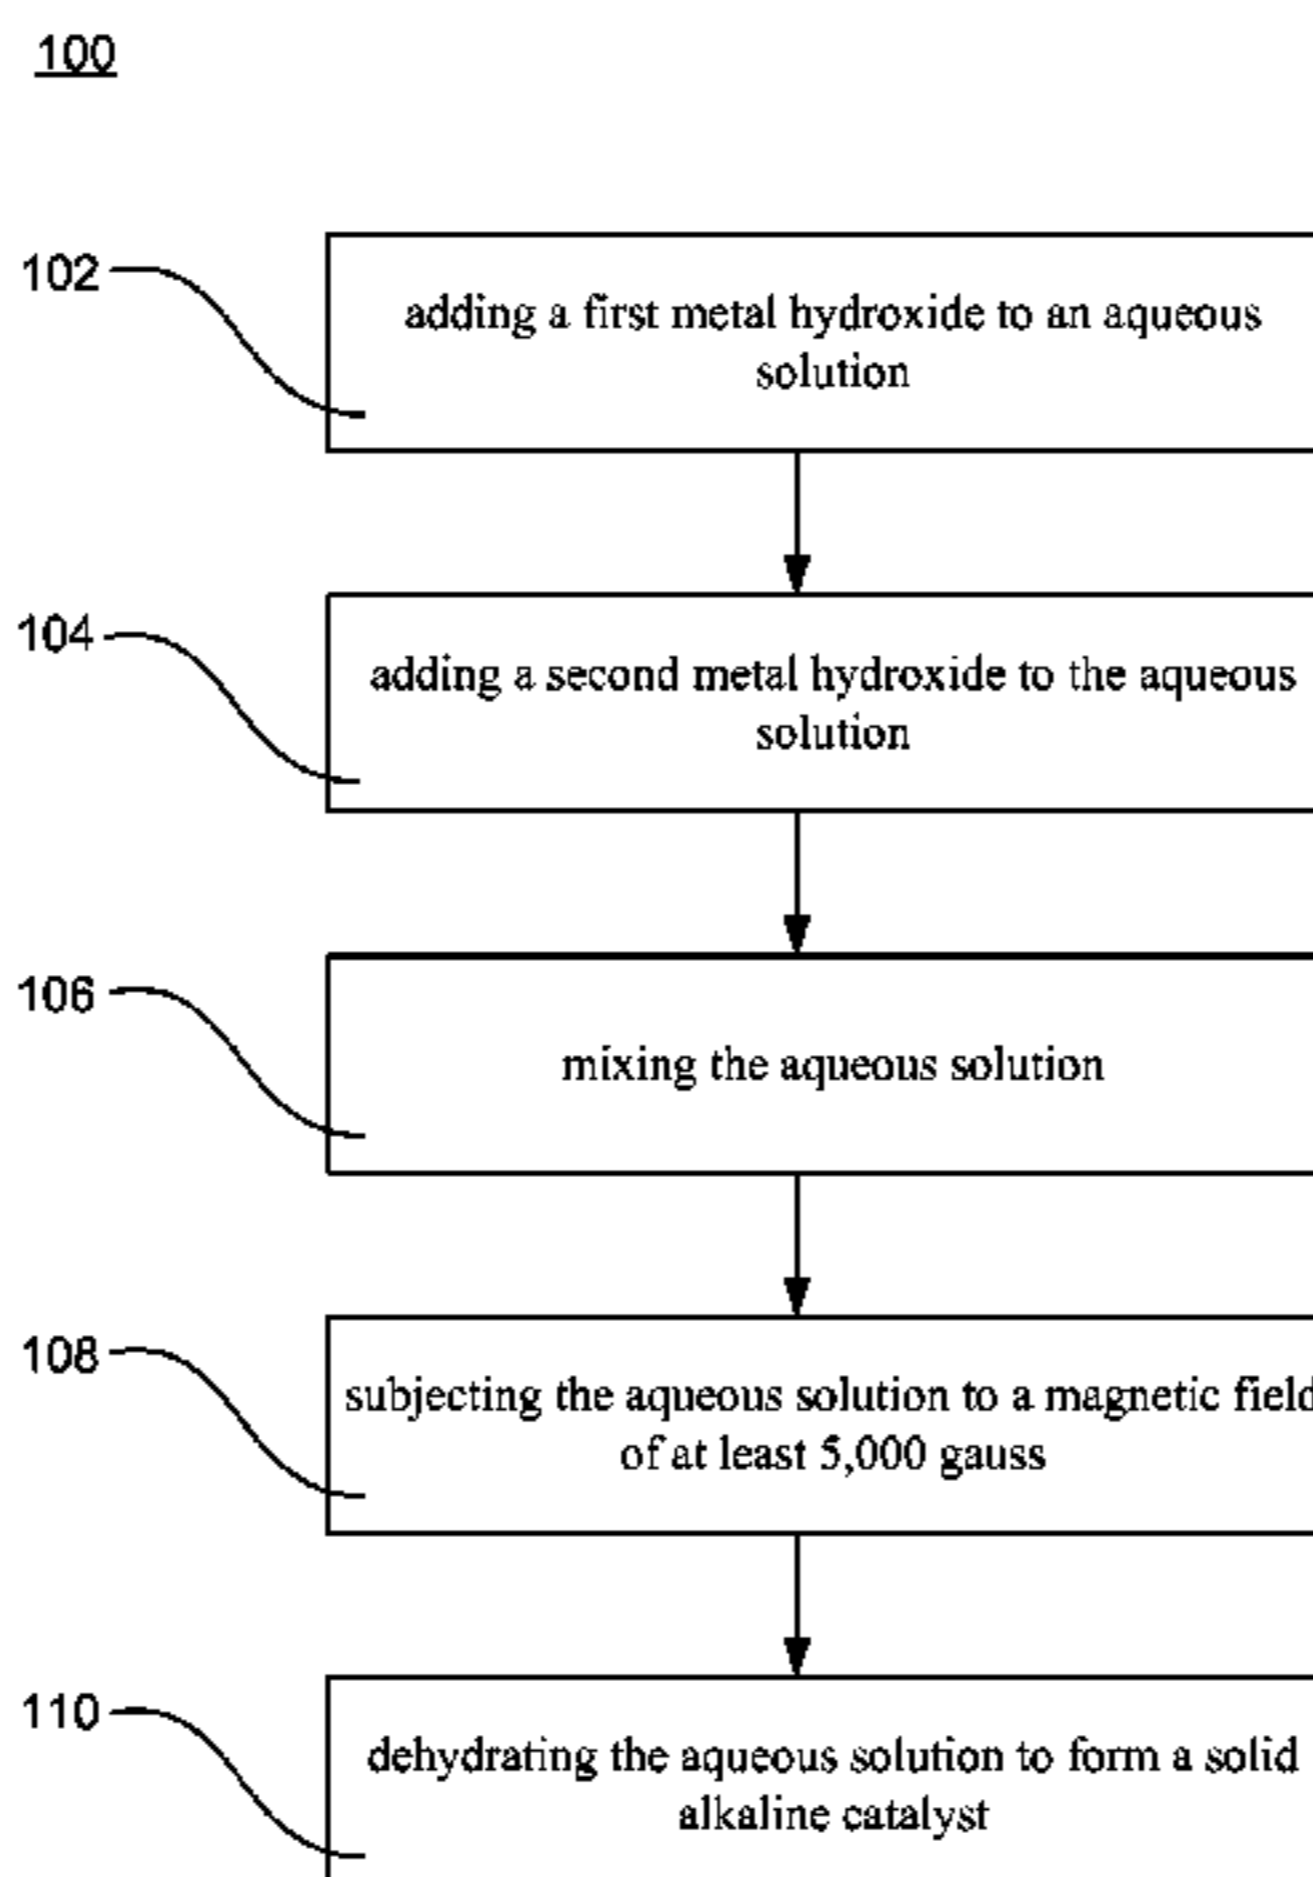 100
102
adding a first metal hydroxide to an aqueous
solution
104
adding a second metal hydroxide to the aqueous
solution
106
mixing the aqueous solution
108
subjecting the aqueous solution to a magnetic field
of at least 5,000 gauss
110
dehydrating the aqueous solution to form a solid
alkaline catalyst